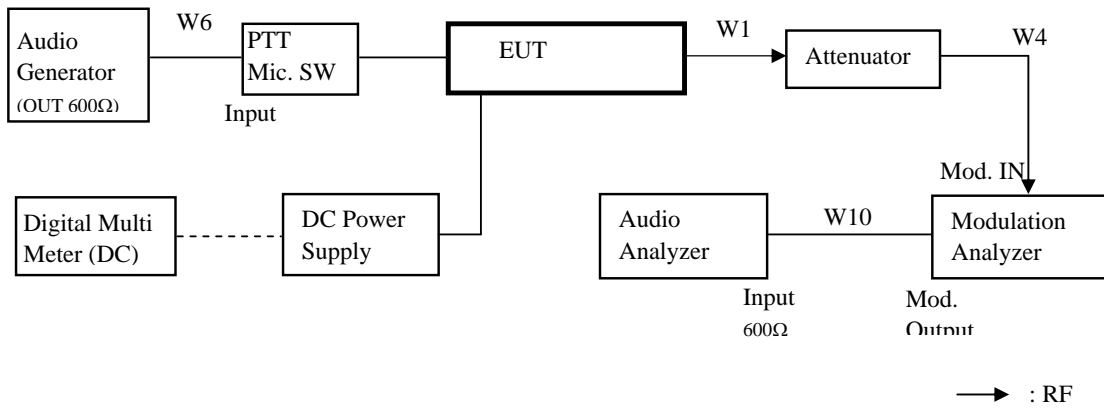 W6
W1
W4
Audio
Generator
(OUT 600Ω)
PTT
Mic. SW
EUT
Attenuator
Input
Mod. IN
Digital Multi
Meter (DC)
DC Power
Supply
Audio
Analyzer
W10
Modulation
Analyzer
Input
600Ω
Mod.
Output
: RF